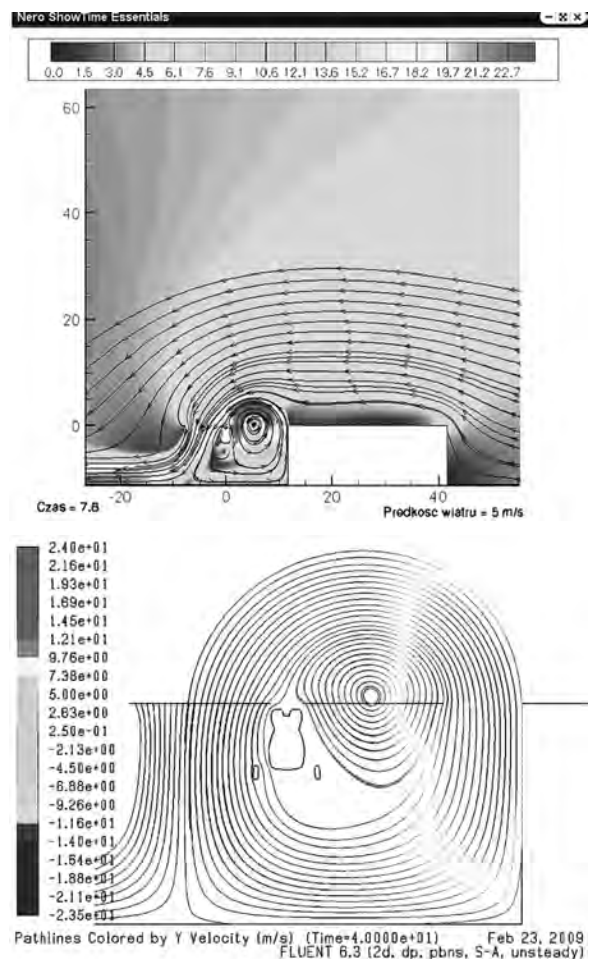 Nero ShowTime Essentials
0.0 1.5 3.0 4.5 6.1 7.6 9.1 10.6 12.1 13.6 15.2 16.7 18.2 19.7 21.2 22.7
60
40
20
0
-20 0 20 40
Czas = 7.8 Predkosc wiatru = 5 m/s
2.40e+01
2.16e+01
1.93e+01
1.69e+01
1.45e+01
1.21e+01
9.76e+00
7.38e+00
5.00e+00
2.63e+00
2.50e-01
-2.13e+00
-4.50e+00
-6.88e+00
-9.26e+00
-1.16e+01
-1.40e+01
-1.64e+01
-1.88e+01
-2.11e+01
-2.35e+01
Pathlines Colored by Y Velocity (m/s) (Time=4.0000e+01) Feb 23, 2009
FLUENT 6.3 (2d, dp, pbns, S-A, unsteady)